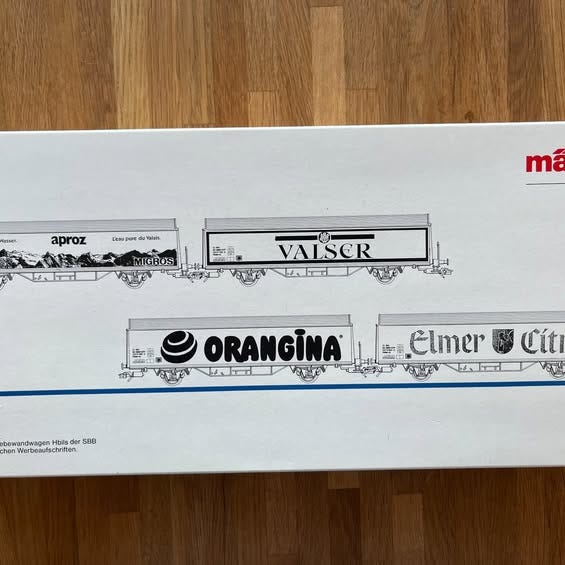 mä
Wasser.
aproz
L'eau pure du Valais.
MIGROS
VALSER
ORANGINA®
Elmer Citr
ebewandwagen Hbils der SBB
chen Werbeaufschriften.